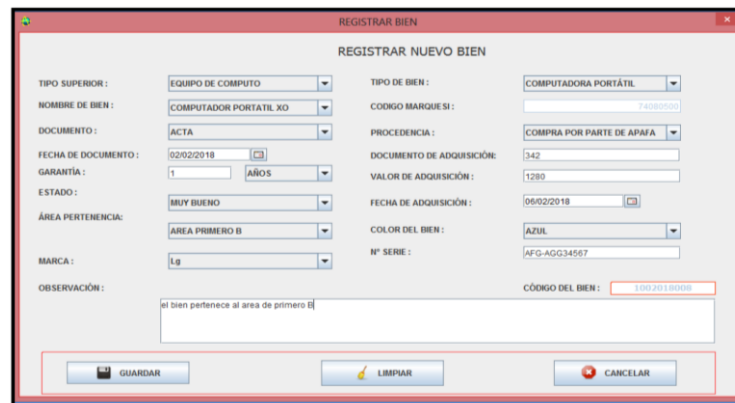 REGISTRAR BIEN
REGISTRAR NUEVO BIEN
TIPO SUPERIOR : EQUIPO DE COMPUTO TIPO DE BIEN : COMPUTADORA PORTÁTIL
NOMBRE DE BIEN : COMPUTADOR PORTATIL XO CODIGO MARQUESI : 74080500
DOCUMENTO : ACTA PROCEDENCIA : COMPRA POR PARTE DE APAFA
FECHA DE DOCUMENTO : 02/02/2018 DOCUMENTO DE ADQUISICIÓN: 342
GARANTÍA : 1 AÑOS VALOR DE ADQUISICIÓN : 1280
ESTADO : MUY BUENO FECHA DE ADQUISICIÓN : 06/02/2018
ÁREA PERTENENCIA: AREA PRIMERO B COLOR DEL BIEN : AZUL
MARCA : Lg N° SERIE : AFG-AGG34567
OBSERVACIÓN : CÓDIGO DEL BIEN : 1002018008
el bien pertenece al area de primero B
GUARDAR LIMPIAR CANCELAR